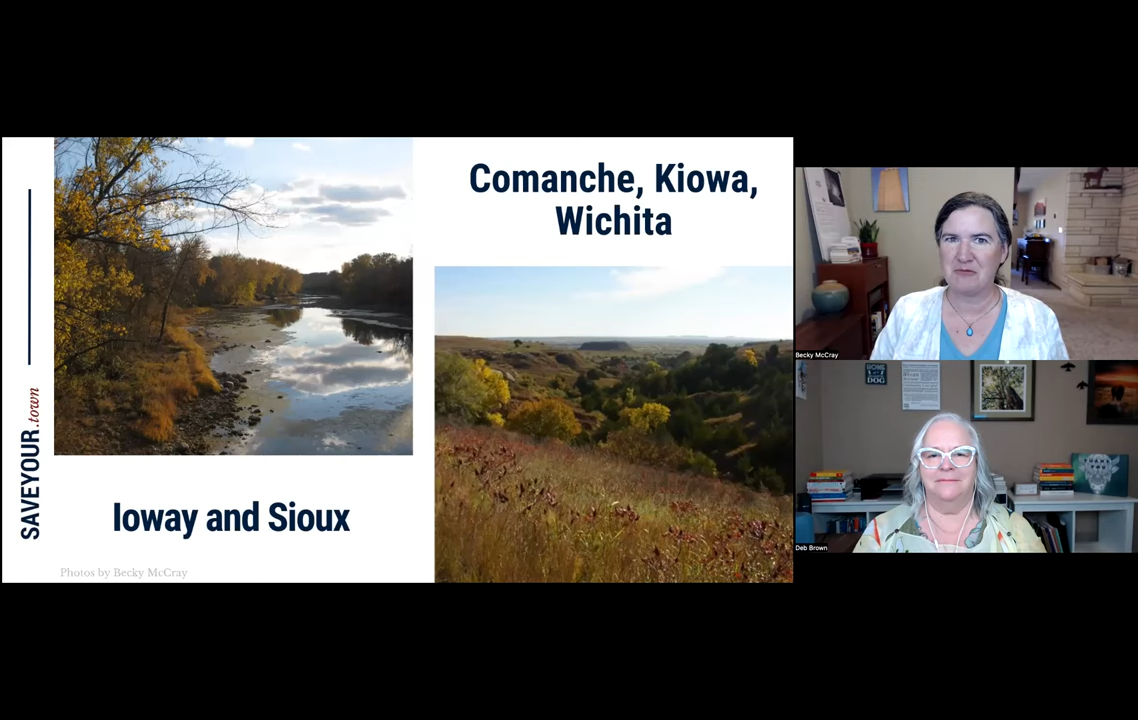 SAVEYOUR.town
Ioway and Sioux
Photos by Becky McCray
Comanche, Kiowa,
Wichita
Becky McCray
Deb Brown